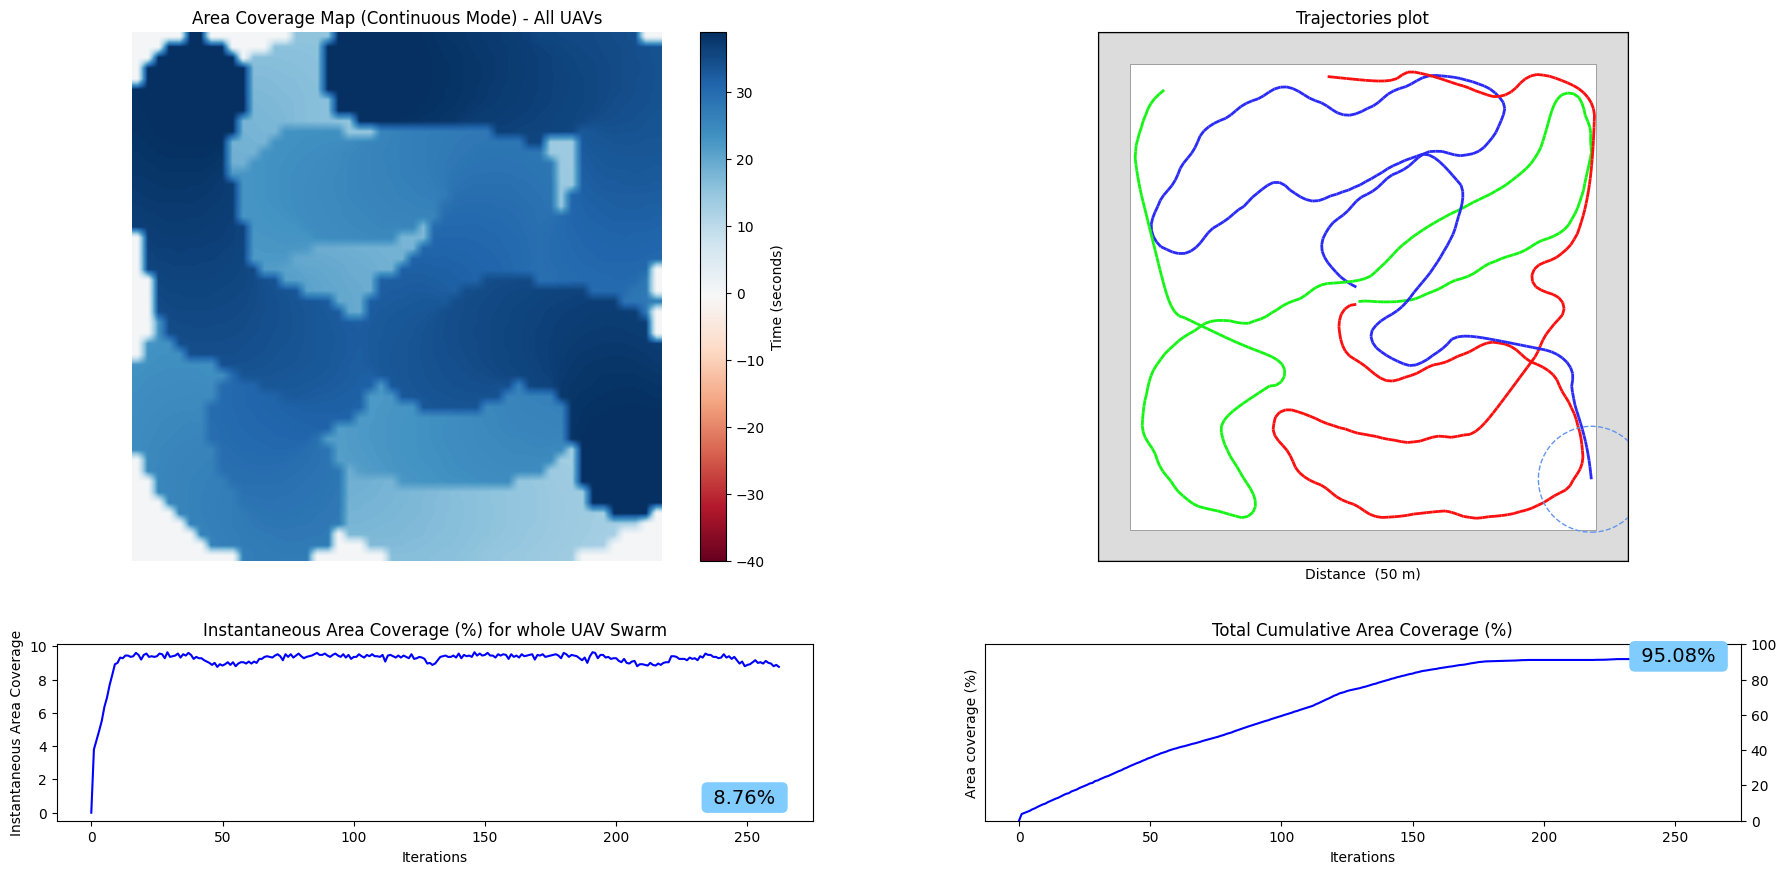 Area Coverage Map (Continuous Mode) - All UAVs
30
20
10
0
−10
−20
−30
−40
Time (seconds)
Trajectories plot
Distance  (50 m)
Instantaneous Area Coverage (%) for whole UAV Swarm
Instantaneous Area Coverage
10
8
6
4
2
0
8.76%
0 50 100 150 200 250
Iterations
Total Cumulative Area Coverage (%)
Area coverage (%)
95.08%
100
80
60
40
20
0
0 50 100 150 200 250
Iterations